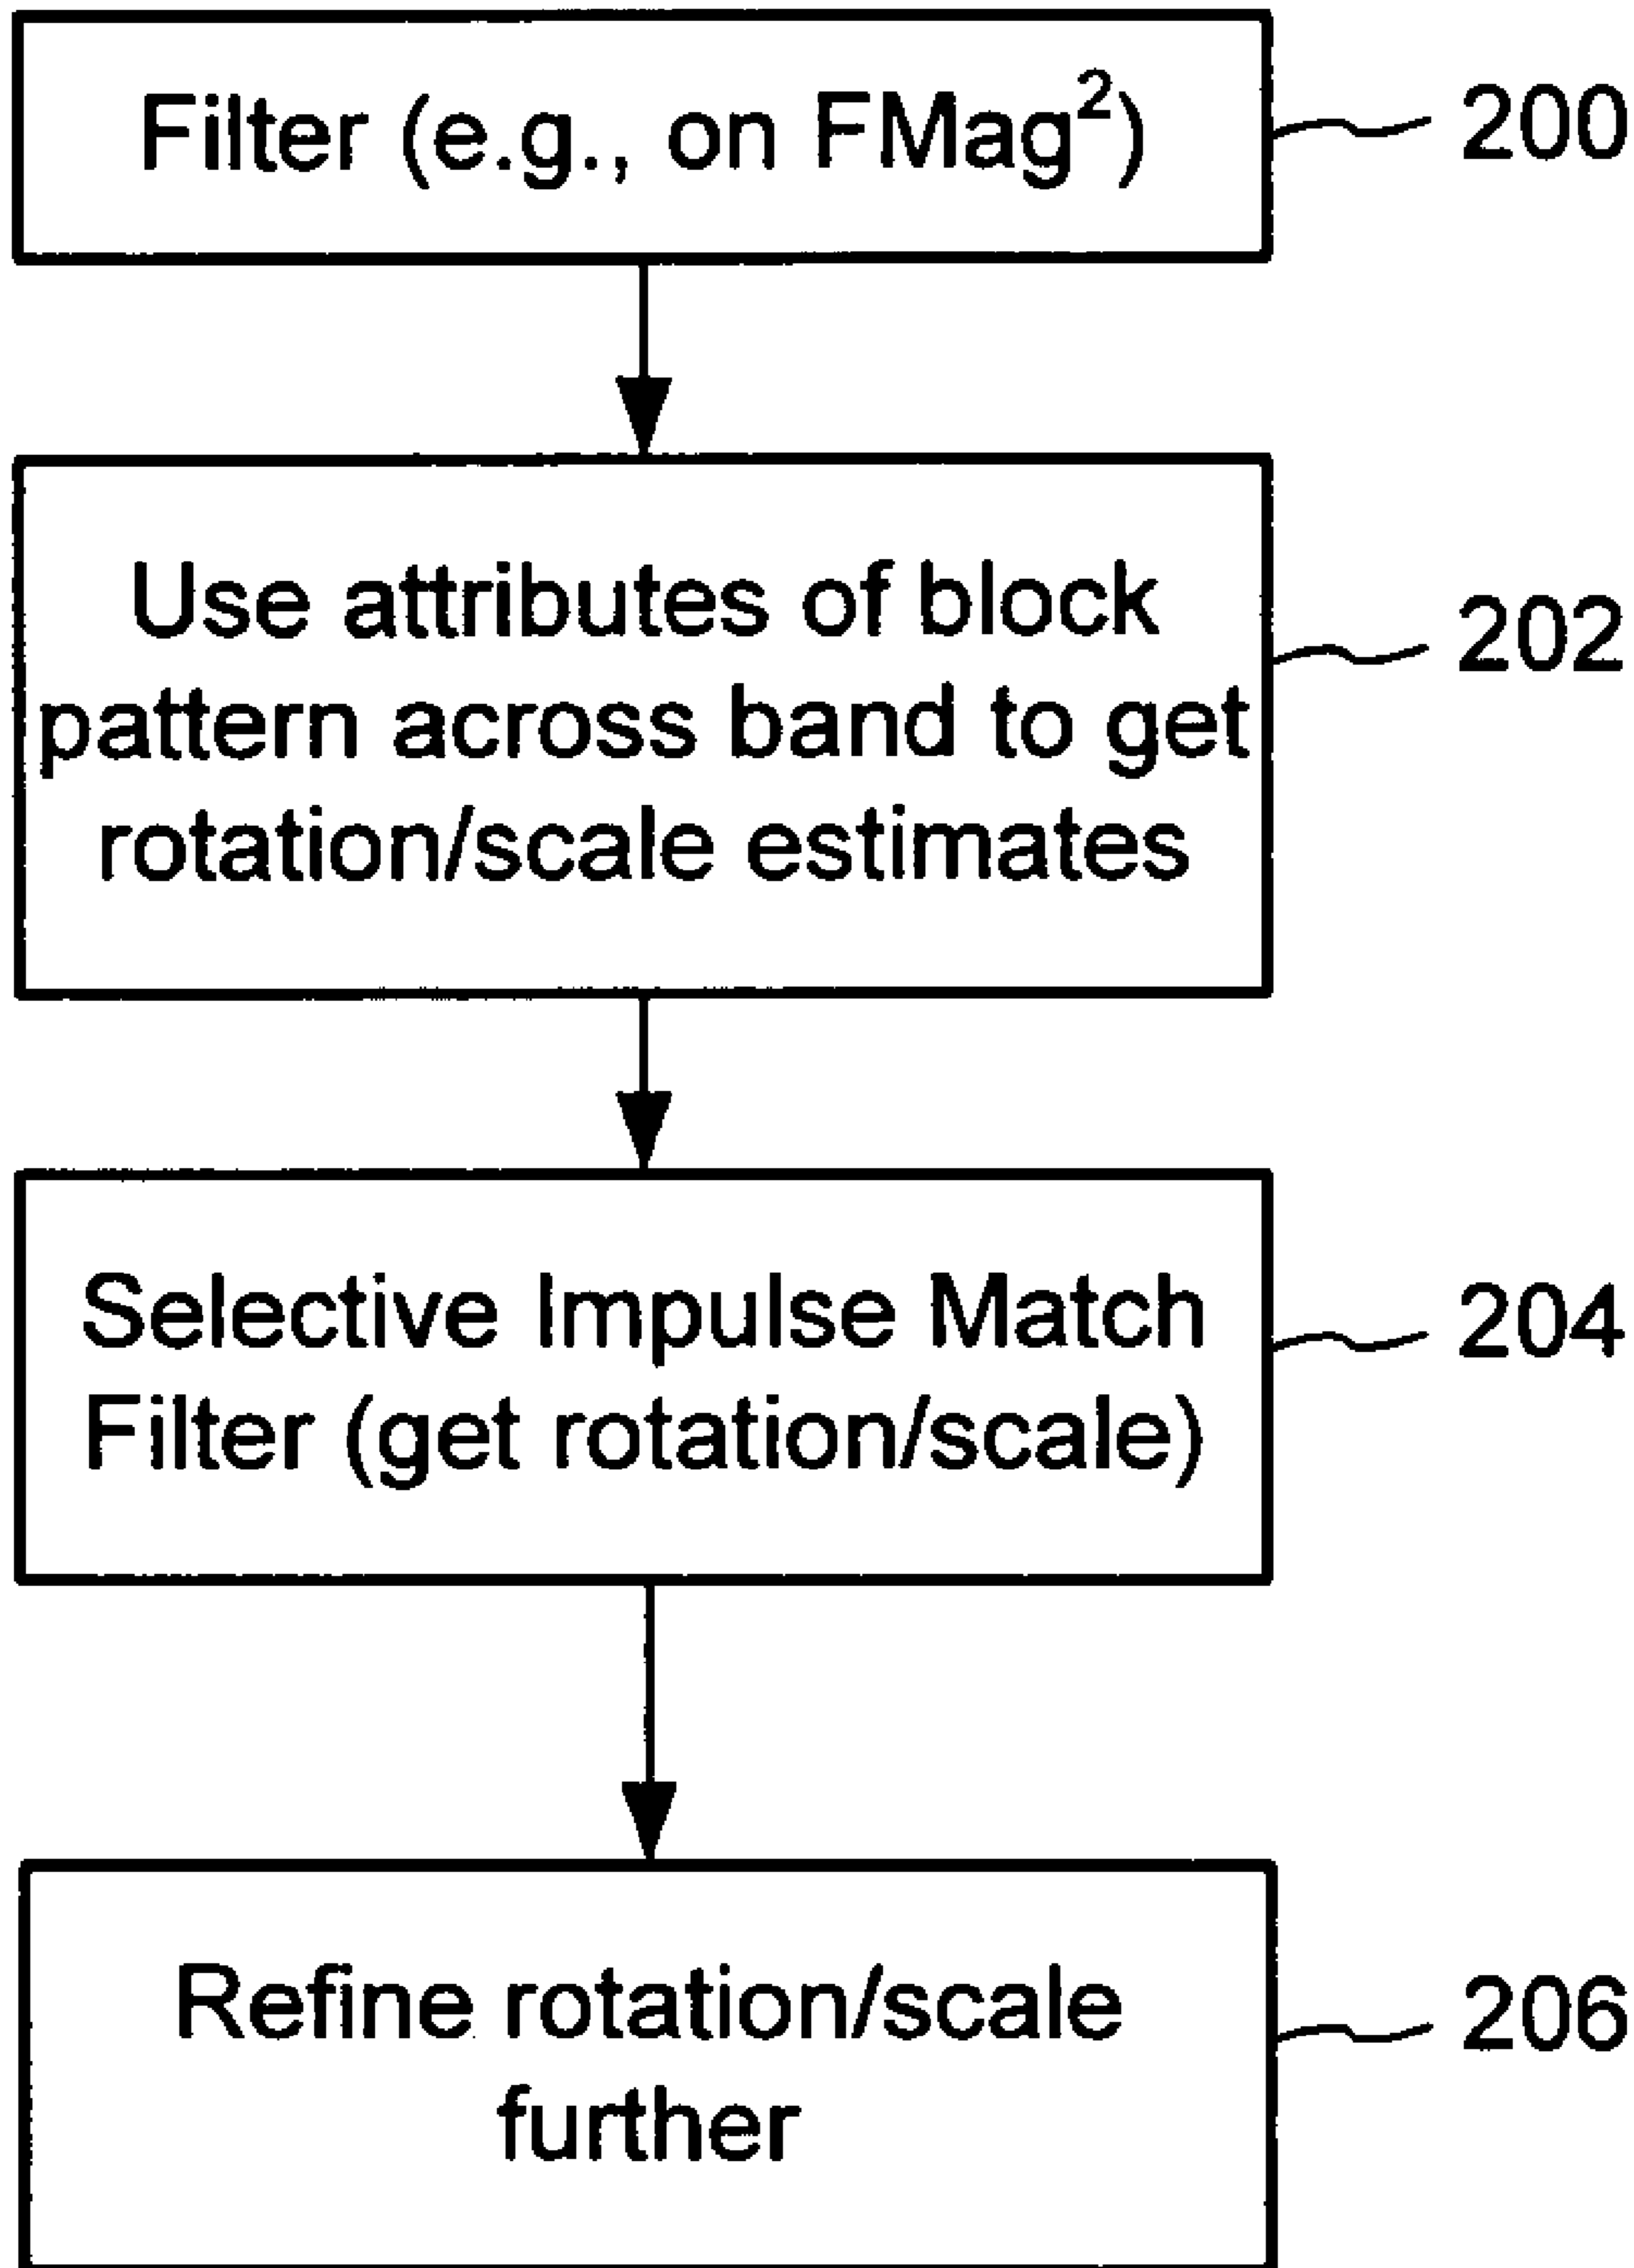 Filter (e.g., on FMag²)
200
Use attributes of block
pattern across band to get
rotation/scale estimates
202
Selective Impulse Match
Filter (get rotation/scale)
204
Refine rotation/scale
further
206